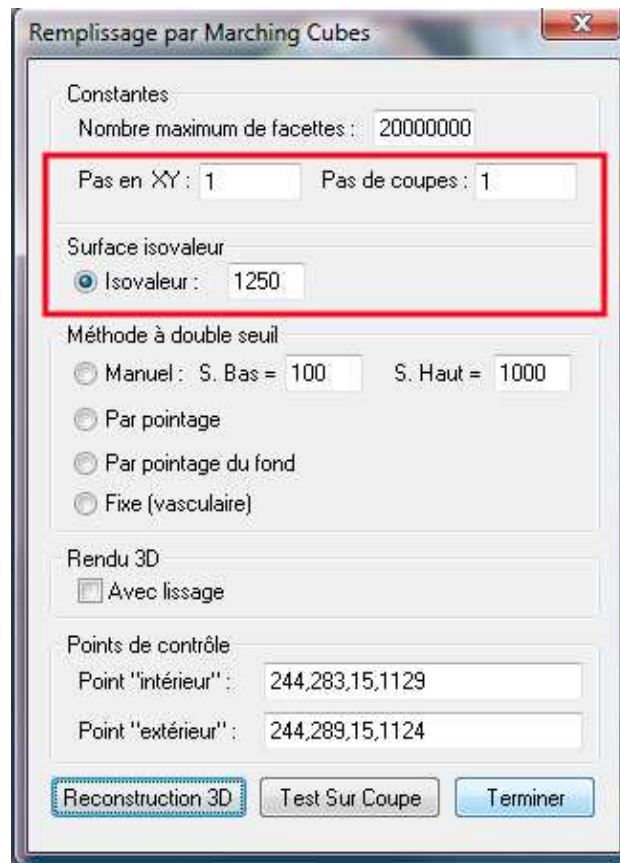 Remplissage par Marching Cubes
Constantes
Nombre maximum de facettes : 20000000
Pas en XY : 1 Pas de coupes : 1
Surface isovaleur
Isovaleur : 1250
Méthode à double seuil
Manuel : S. Bas = 100 S. Haut = 1000
Par pointage
Par pointage du fond
Fixe (vasculaire)
Rendu 3D
Avec lissage
Points de contrôle
Point "intérieur" : 244,283,15,1129
Point "extérieur" : 244,289,15,1124
Reconstruction 3D Test Sur Coupe Terminer